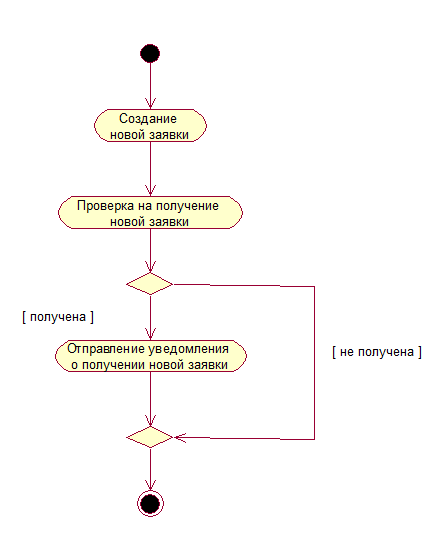 Создание
новой заявки
Проверка на получение
новой заявки
[ получена ]
Отправление уведомления
о получении новой заявки
[ не получена ]